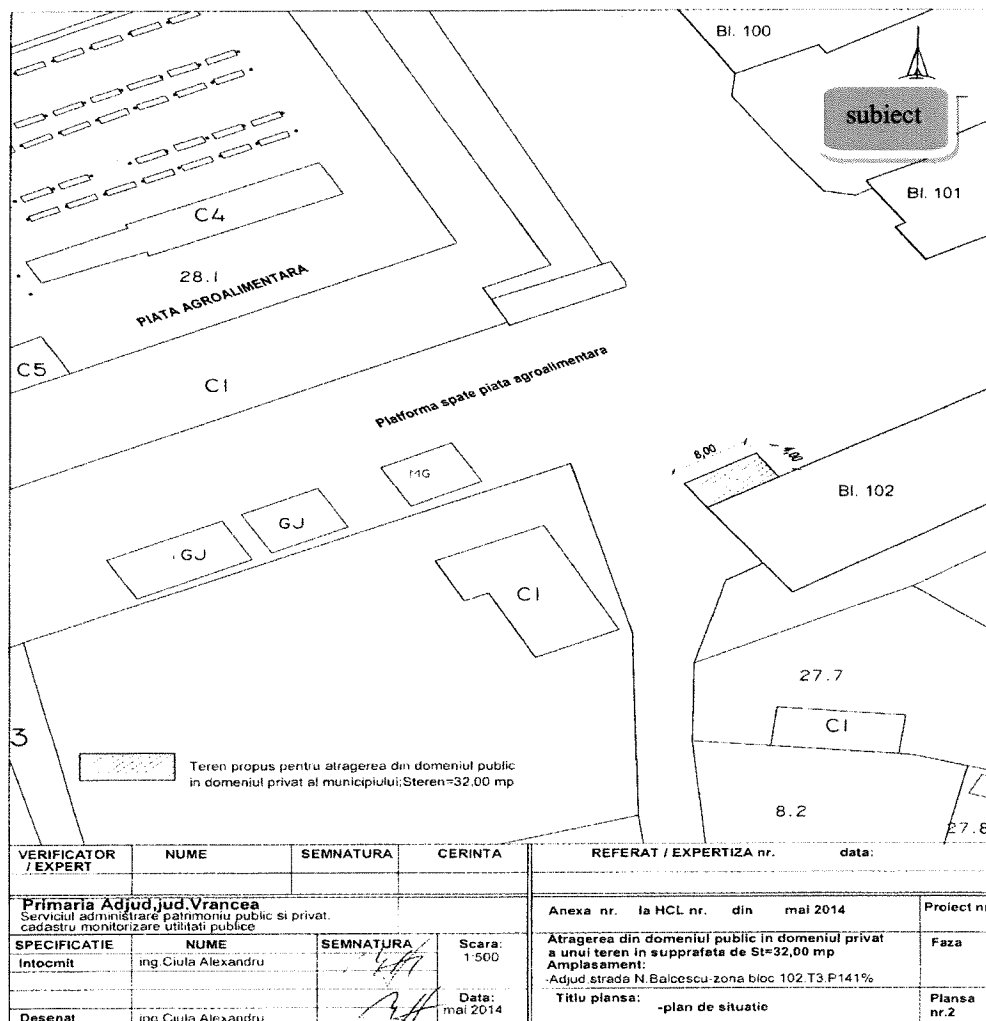 Bl. 100
subiect
Bl. 101
C4
28.1
PIATA AGROALIMENTARA
C5
C1
Platforma spate piata agroalimentara
8,00
4,00
MG
Bl. 102
GJ
GJ
C1
27.7
C1
3
Teren propus pentru atragerea din domeniul public
in domeniul privat al municipiului;Steren=32,00 mp
8.2
27.8
VERIFICATOR / EXPERT NUME SEMNATURA CERINTA
REFERAT / EXPERTIZA nr. data:
Primaria Adjud,jud.Vrancea
Serviciul administrare patrimoniu public si privat.
cadastru monitorizare utilitati publice
Anexa nr. la HCL nr. din mai 2014
Proiect nr
SPECIFICATIE NUME SEMNATURA Scara:
1:500
Intocmit ing.Ciula Alexandru
Atragerea din domeniul public in domeniul privat
a unui teren in supprafata de St=32,00 mp
Amplasament:
-Adjud,strada N.Balcescu-zona bloc 102.T3.P141%
Faza
Desenat ing.Ciula Alexandru
Data:
mai 2014
Titlu plansa:
-plan de situatie
Plansa
nr.2